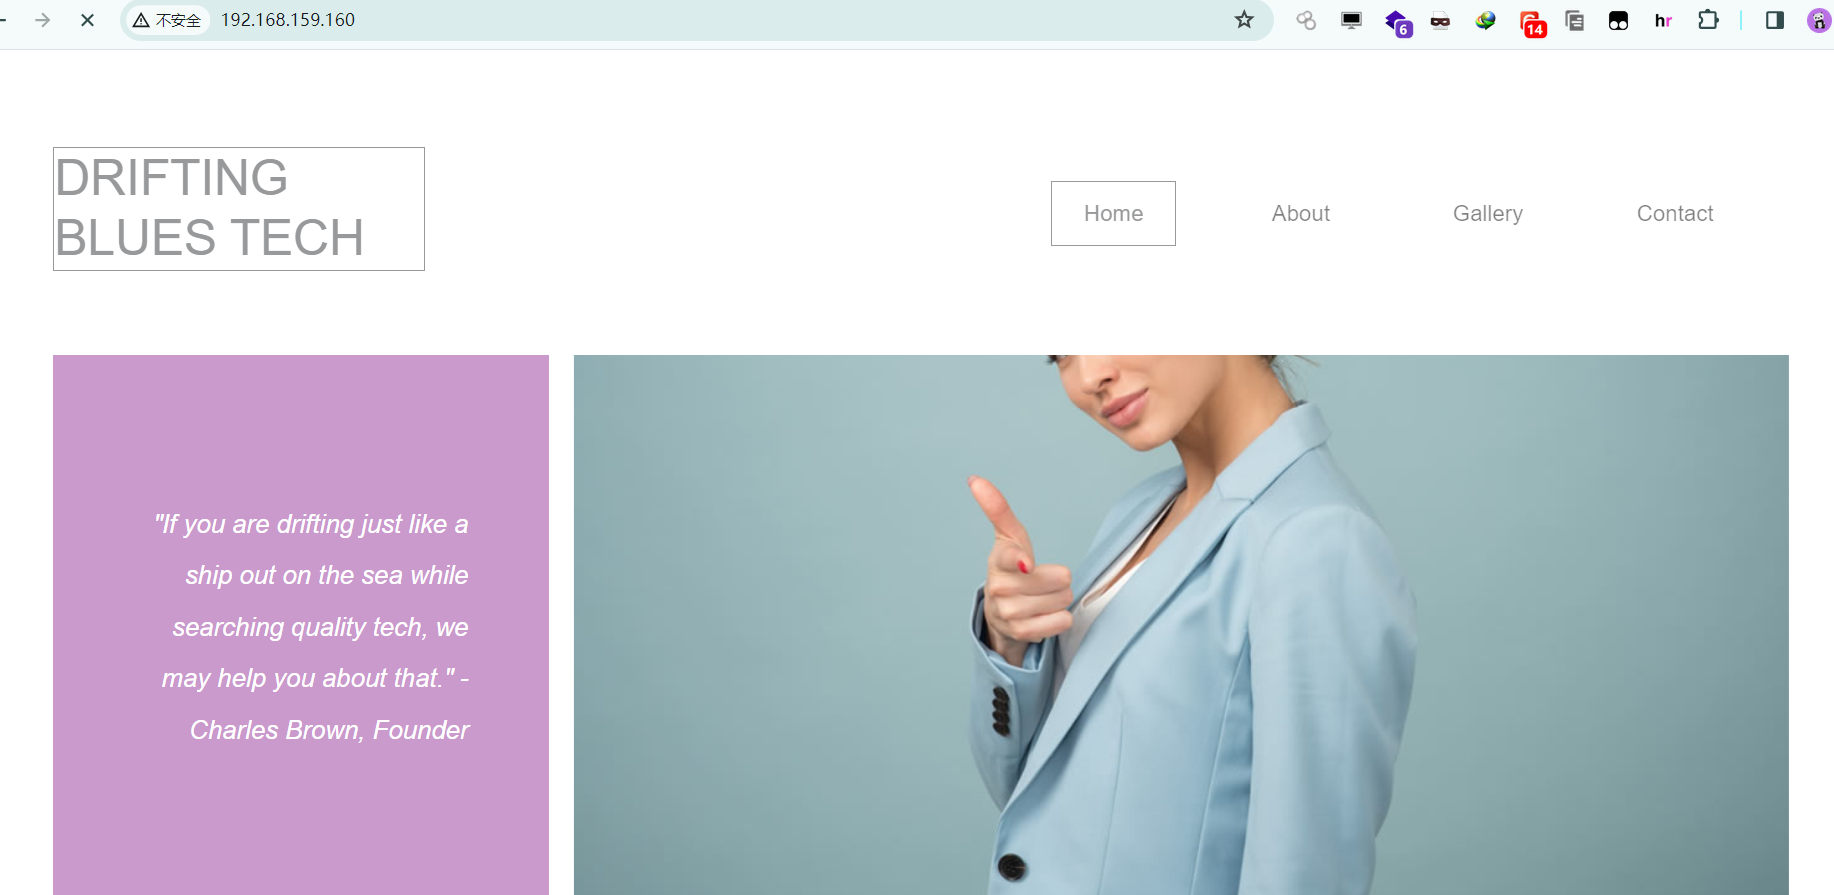 不安全 192.168.159.160
6
14
hr
DRIFTING
BLUES TECH
Home About Gallery Contact
"If you are drifting just like a
ship out on the sea while
searching quality tech, we
may help you about that." -
Charles Brown, Founder